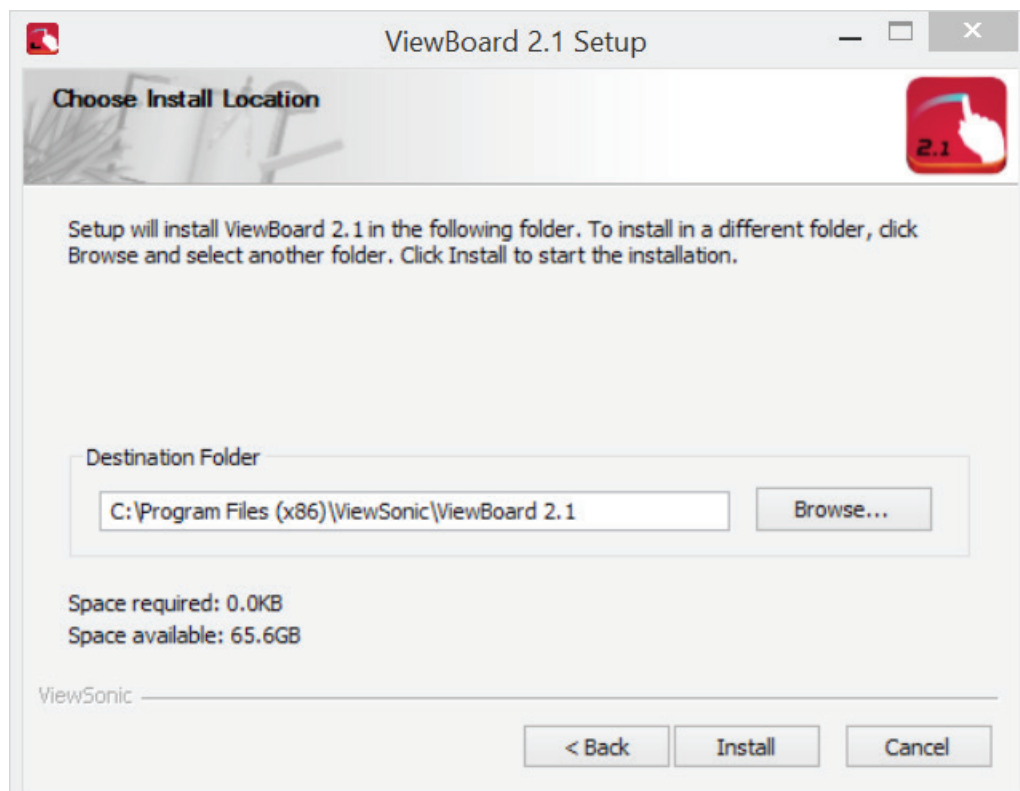 ViewBoard 2.1 Setup
Choose Install Location
2.1
Setup will install ViewBoard 2.1 in the following folder. To install in a different folder, click
Browse and select another folder. Click Install to start the installation.
Destination Folder
C:\Program Files (x86)\ViewSonic\ViewBoard 2.1
Browse...
Space required: 0.0KB
Space available: 65.6GB
ViewSonic
< Back
Install
Cancel